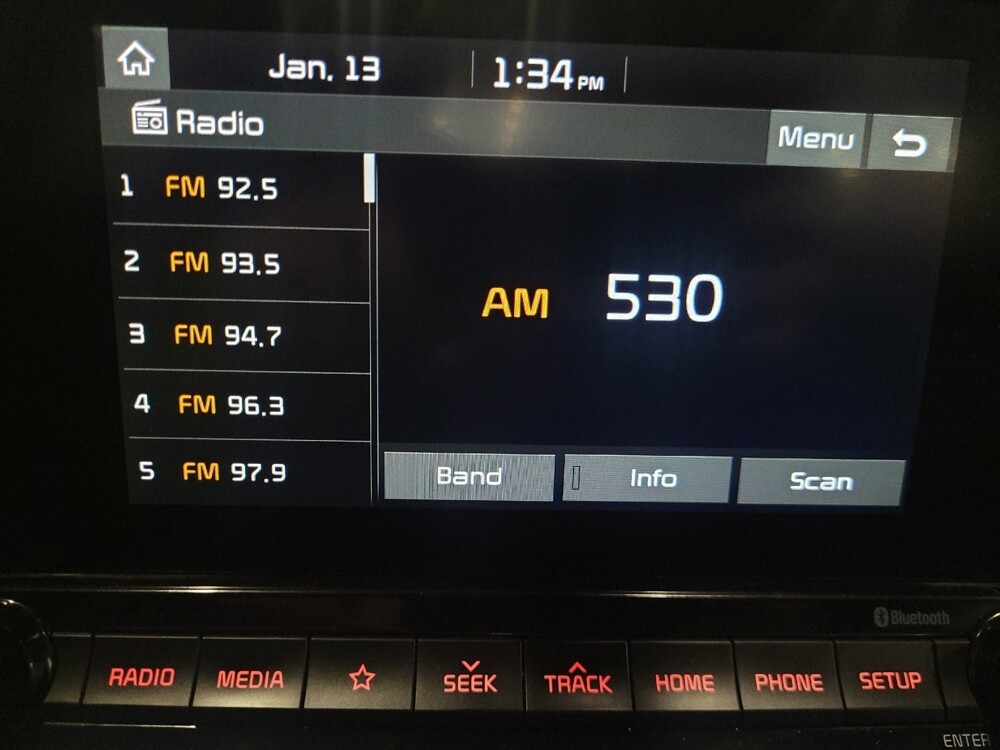 Jan. 13 1:34 PM
Radio Menu
1 FM 92.5
2 FM 93.5
3 FM 94.7
4 FM 96.3
5 FM 97.9
AM 530
Band Info Scan
Bluetooth
RADIO MEDIA SEEK TRACK HOME PHONE SETUP
ENTER